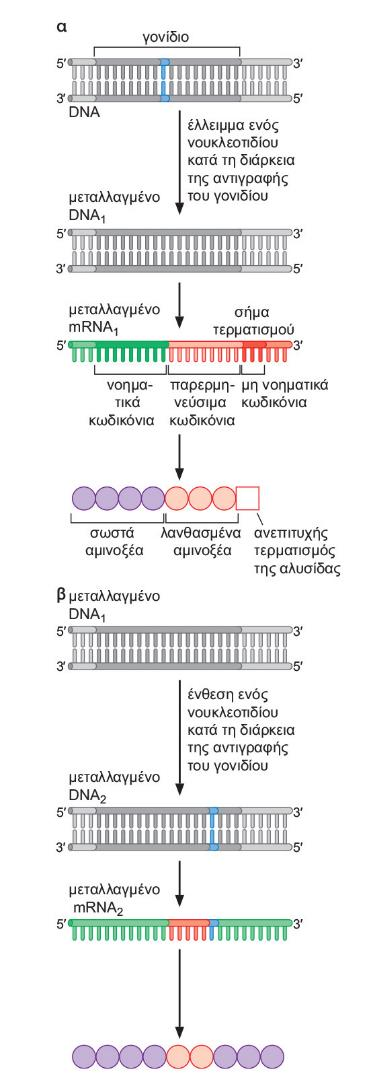 α
γονίδιο
5′ 3′
3′ 5′
DNA
έλλειμμα ενός
νουκλεοτιδίου
κατά τη διάρκεια
της αντιγραφής
του γονιδίου
μεταλλαγμένο
DNA1
5′ 3′
3′ 5′
μεταλλαγμένο
mRNA1
σήμα
τερματισμού
5′ 3′
νοημα-
τικά
κωδικόνια
παρερμη-
νεύσιμα
κωδικόνια
μη νοηματικά
κωδικόνια
σωστά
αμινοξέα
λανθασμένα
αμινοξέα
ανεπιτυχής
τερματισμός
της αλυσίδας
β μεταλλαγμένο
DNA1
5′ 3′
3′ 5′
ένθεση ενός
νουκλεοτιδίου
κατά τη διάρκεια
της αντιγραφής
του γονιδίου
μεταλλαγμένο
DNA2
5′ 3′
3′ 5′
μεταλλαγμένο
mRNA2
5′ 3′